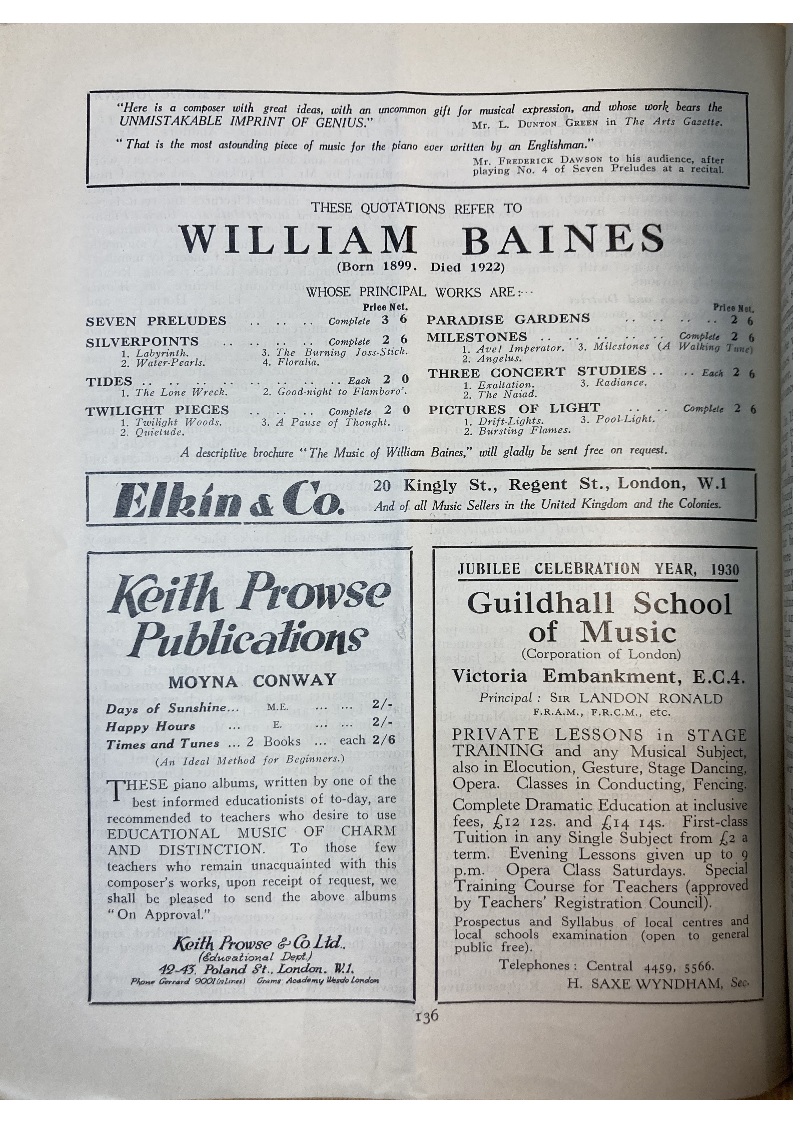 "Here is a composer with great ideas, with an uncommon gift for musical expression, and whose work bears the
UNMISTAKABLE IMPRINT OF GENIUS."
Mr. L. DUNTON GREEN in The Arts Gazette.
"That is the most astounding piece of music for the piano ever written by an Englishman."
Mr. FREDERICK DAWSON to his audience, after
playing No. 4 of Seven Preludes at a recital.
THESE QUOTATIONS REFER TO
WILLIAM BAINES
(Born 1899. Died 1922)
WHOSE PRINCIPAL WORKS ARE:—
Price Net.
SEVEN PRELUDES .. .. .. Complete 3 6
SILVERPOINTS .. .. .. .. Complete 2 6
1. Labyrinth. 3. The Burning Joss-Stick.
2. Water-Pearls. 4. Floralia.
TIDES .. .. .. .. .. .. .. .. .. Each 2 0
1. The Lone Wreck. 2. Good-night to Flamboro'.
TWILIGHT PIECES .. .. .. Complete 2 0
1. Twilight Woods. 3. A Pause of Thought.
2. Quietude.
Price Net.
PARADISE GARDENS .. .. .. .. .. 2 6
MILESTONES .. .. .. .. .. Complete 2 6
1. Ave! Imperator. 3. Milestones (A Walking Tune)
2. Angelus.
THREE CONCERT STUDIES .. .. Each 2 6
1. Exaltation. 3. Radiance.
2. The Naiad.
PICTURES OF LIGHT .. .. Complete 2 6
1. Drift-Lights. 3. Pool-Light.
2. Bursting Flames.
A descriptive brochure "The Music of William Baines," will gladly be sent free on request.
Elkin & Co.
20 Kingly St., Regent St., London, W.1
And of all Music Sellers in the United Kingdom and the Colonies.
Keith Prowse
Publications
MOYNA CONWAY
Days of Sunshine... M.E. ... ... 2/-
Happy Hours ... E. ... ... 2/-
Times and Tunes ... 2 Books ... each 2/6
(An Ideal Method for Beginners.)
THESE piano albums, written by one of the
best informed educationists of to-day, are
recommended to teachers who desire to use
EDUCATIONAL MUSIC OF CHARM
AND DISTINCTION. To those few
teachers who remain unacquainted with this
composer's works, upon receipt of request, we
shall be pleased to send the above albums
"On Approval."
Keith Prowse & Co Ltd.,
(Educational Dept.)
42-43, Poland St., London. W.1.
Phone Gerrard 9001 (12 Lines) Grams Academy Wesdo London
JUBILEE CELEBRATION YEAR, 1930
Guildhall School
of Music
(Corporation of London)
Victoria Embankment, E.C.4.
Principal: SIR LANDON RONALD
F.R.A.M., F.R.C.M., etc.
PRIVATE LESSONS in STAGE
TRAINING and any Musical Subject,
also in Elocution, Gesture, Stage Dancing,
Opera. Classes in Conducting, Fencing.
Complete Dramatic Education at inclusive
fees, £12 12s. and £14 14s. First-class
Tuition in any Single Subject from £2 a
term. Evening Lessons given up to 9
p.m. Opera Class Saturdays. Special
Training Course for Teachers (approved
by Teachers' Registration Council).
Prospectus and Syllabus of local centres and
local schools examination (open to general
public free).
Telephones: Central 4459, 5566.
H. SAXE WYNDHAM, Sec.
136